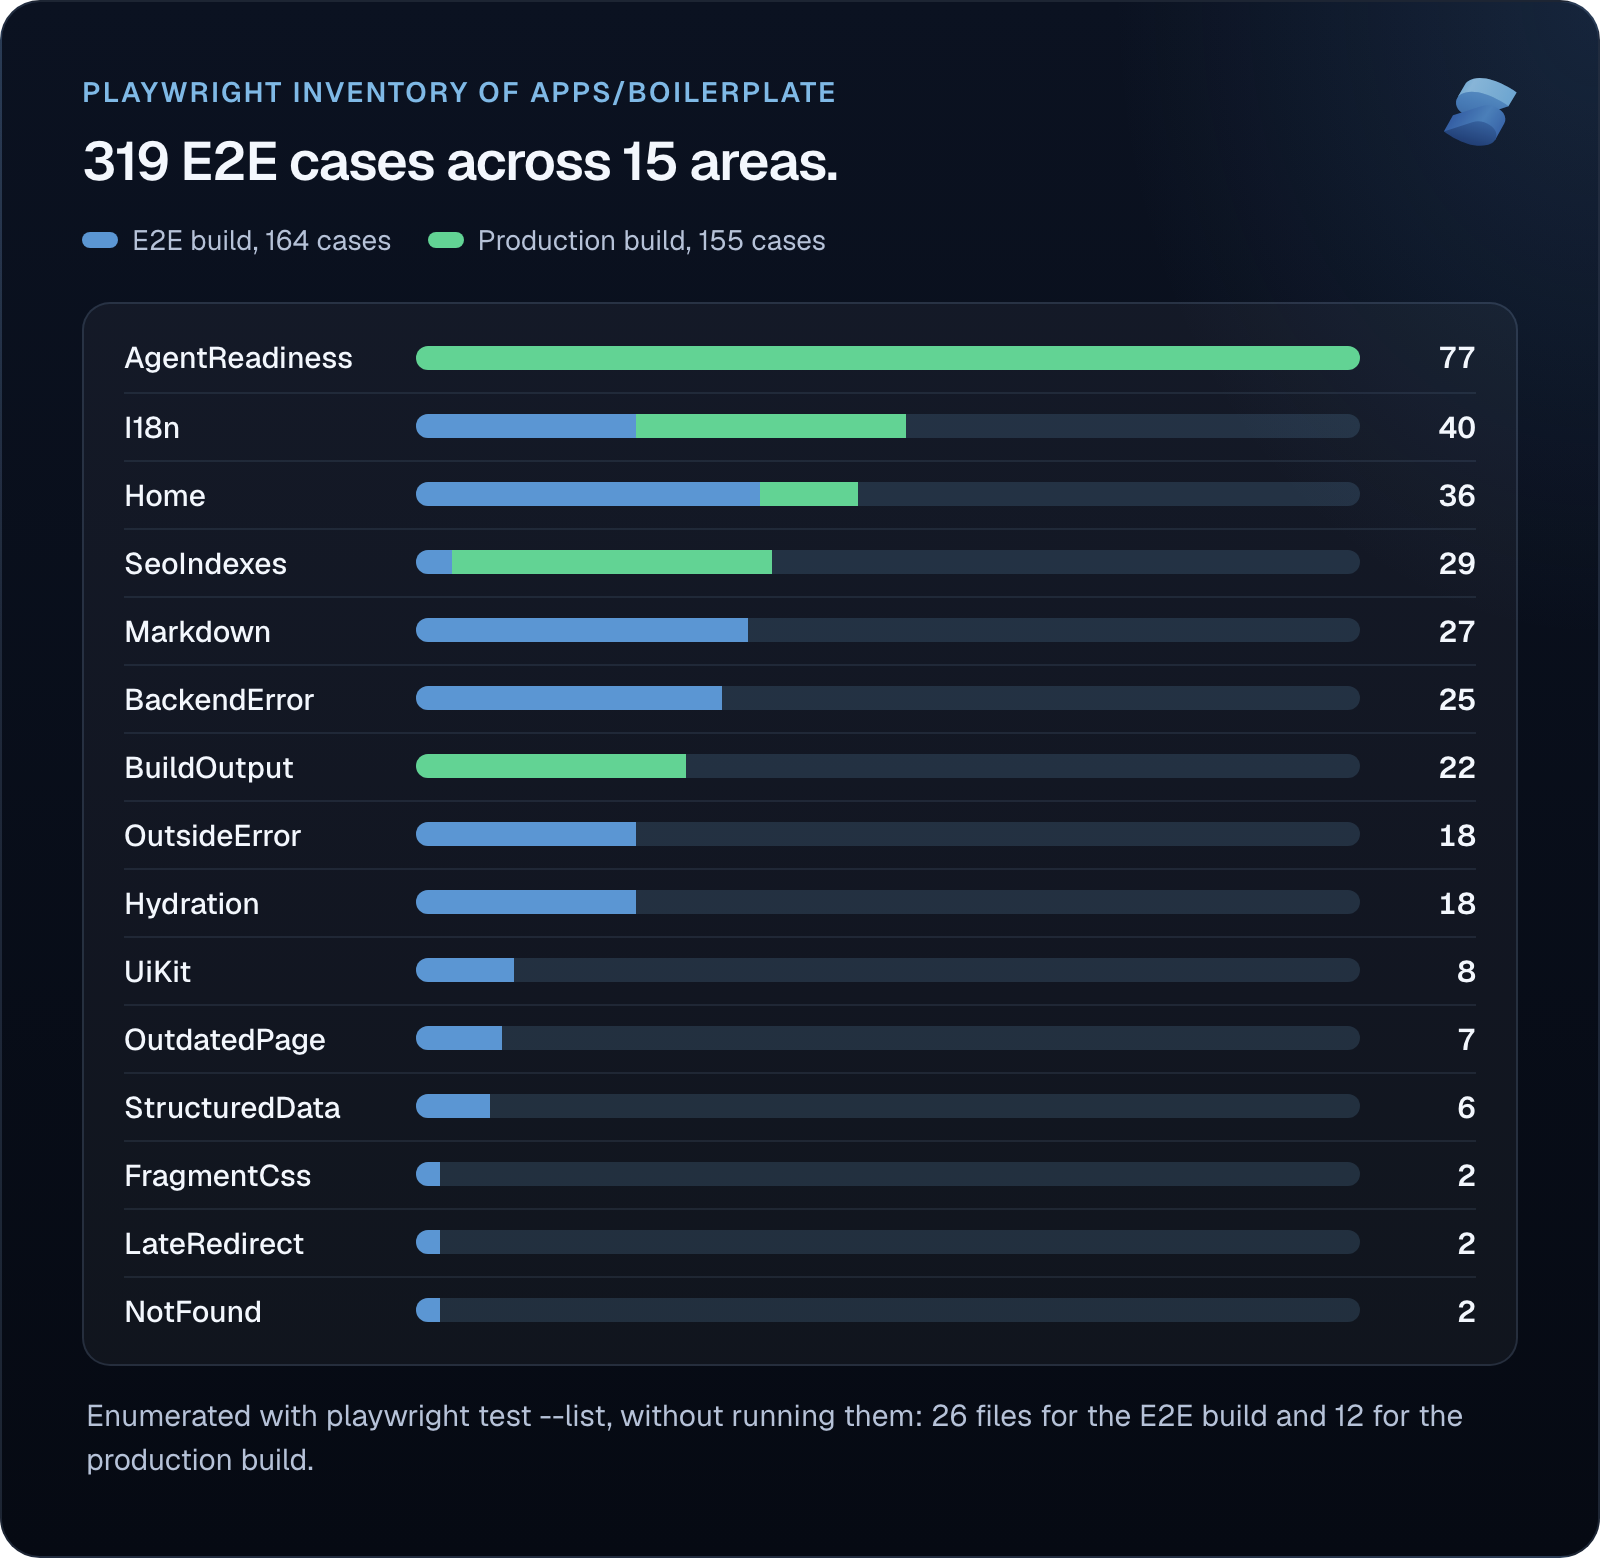 PLAYWRIGHT INVENTORY OF APPS/BOILERPLATE
319 E2E cases across 15 areas.
E2E build, 164 cases
Production build, 155 cases
AgentReadiness 77
I18n 40
Home 36
SeoIndexes 29
Markdown 27
BackendError 25
BuildOutput 22
OutsideError 18
Hydration 18
UiKit 8
OutdatedPage 7
StructuredData 6
FragmentCss 2
LateRedirect 2
NotFound 2
Enumerated with playwright test --list, without running them: 26 files for the E2E build and 12 for the
production build.